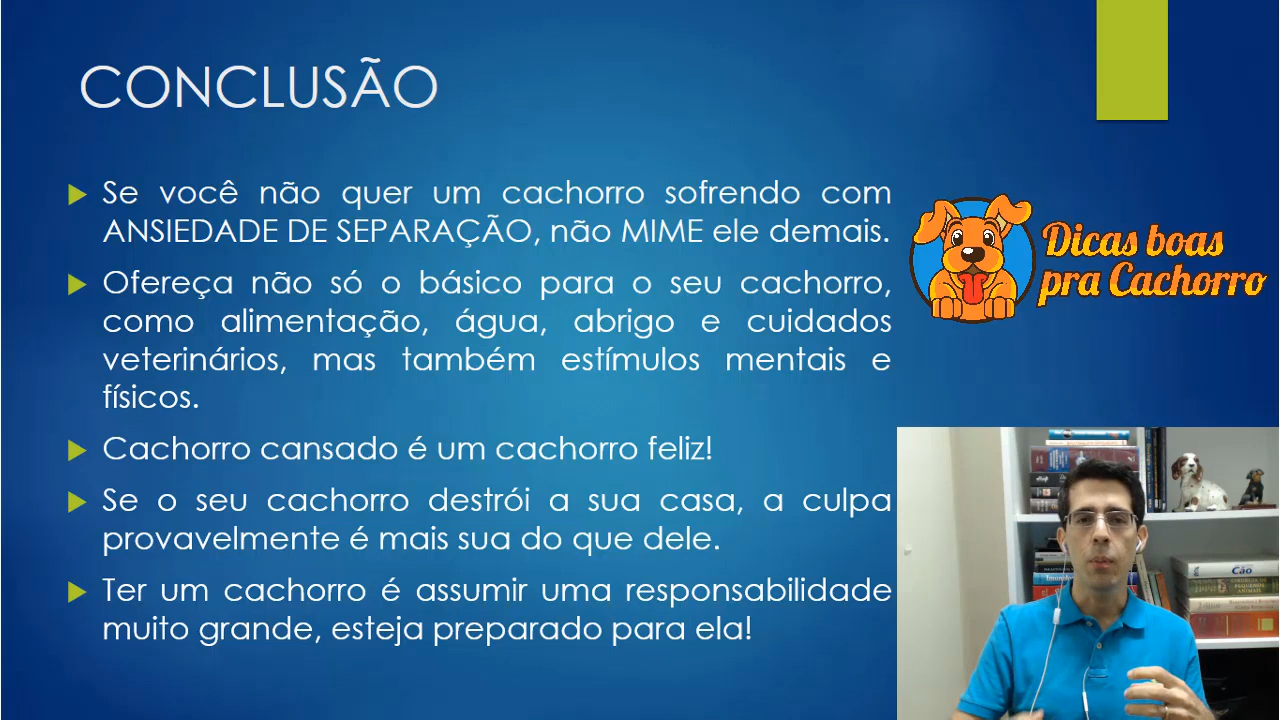 CONCLUSÃO
Se você não quer um cachorro sofrendo com
ANSIEDADE DE SEPARAÇÃO, não MIME ele demais.
Ofereça não só o básico para o seu cachorro,
como alimentação, água, abrigo e cuidados
veterinários, mas também estímulos mentais e
físicos.
Cachorro cansado é um cachorro feliz!
Se o seu cachorro destrói a sua casa, a culpa
provavelmente é mais sua do que dele.
Ter um cachorro é assumir uma responsabilidade
muito grande, esteja preparado para ela!
Dicas boas
pra Cachorro
Cão